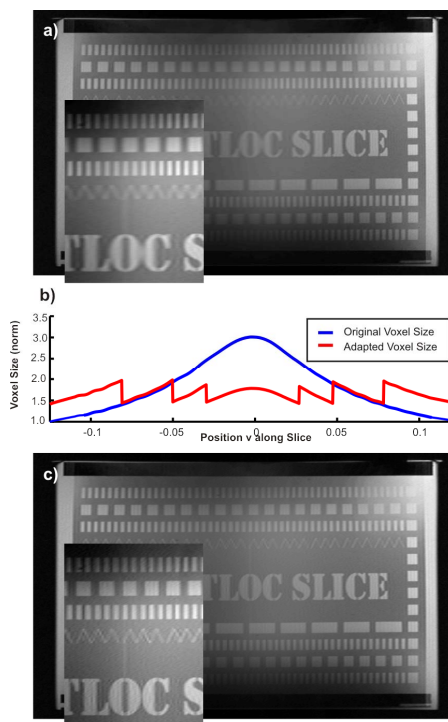 a)
TLOC SLICE
TLOC S
b)
3.5
3.0
2.5
2.0
1.5
1.0
Voxel Size (norm)
Original Voxel Size
Adapted Voxel Size
-0.1
-0.05
0
0.05
0.1
Position v along Slice
c)
TLOC SLICE
TLOC S